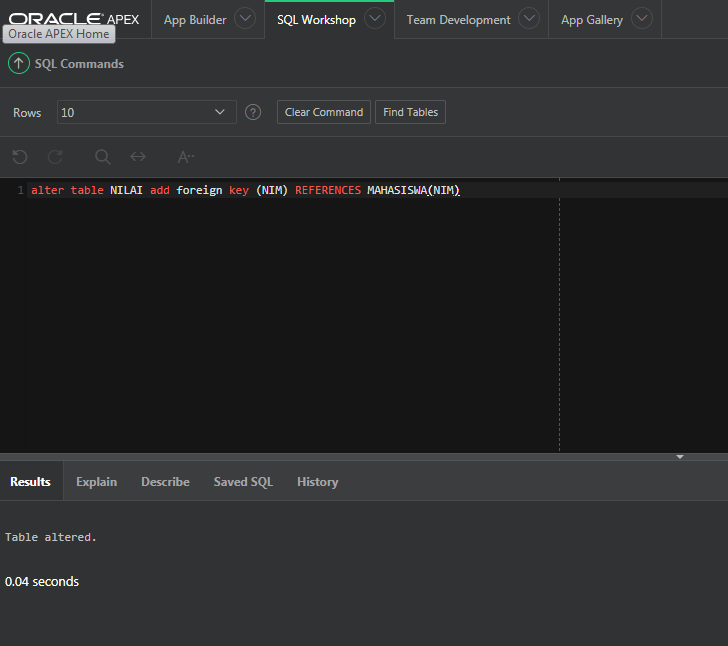 ORACLE APEX App Builder SQL Workshop Team Development App Gallery
Oracle APEX Home
SQL Commands
Rows 10 ? Clear Command Find Tables
A
1 alter table NILAI add foreign key (NIM) REFERENCES MAHASISWA(NIM)
Results Explain Describe Saved SQL History
Table altered.
0.04 seconds